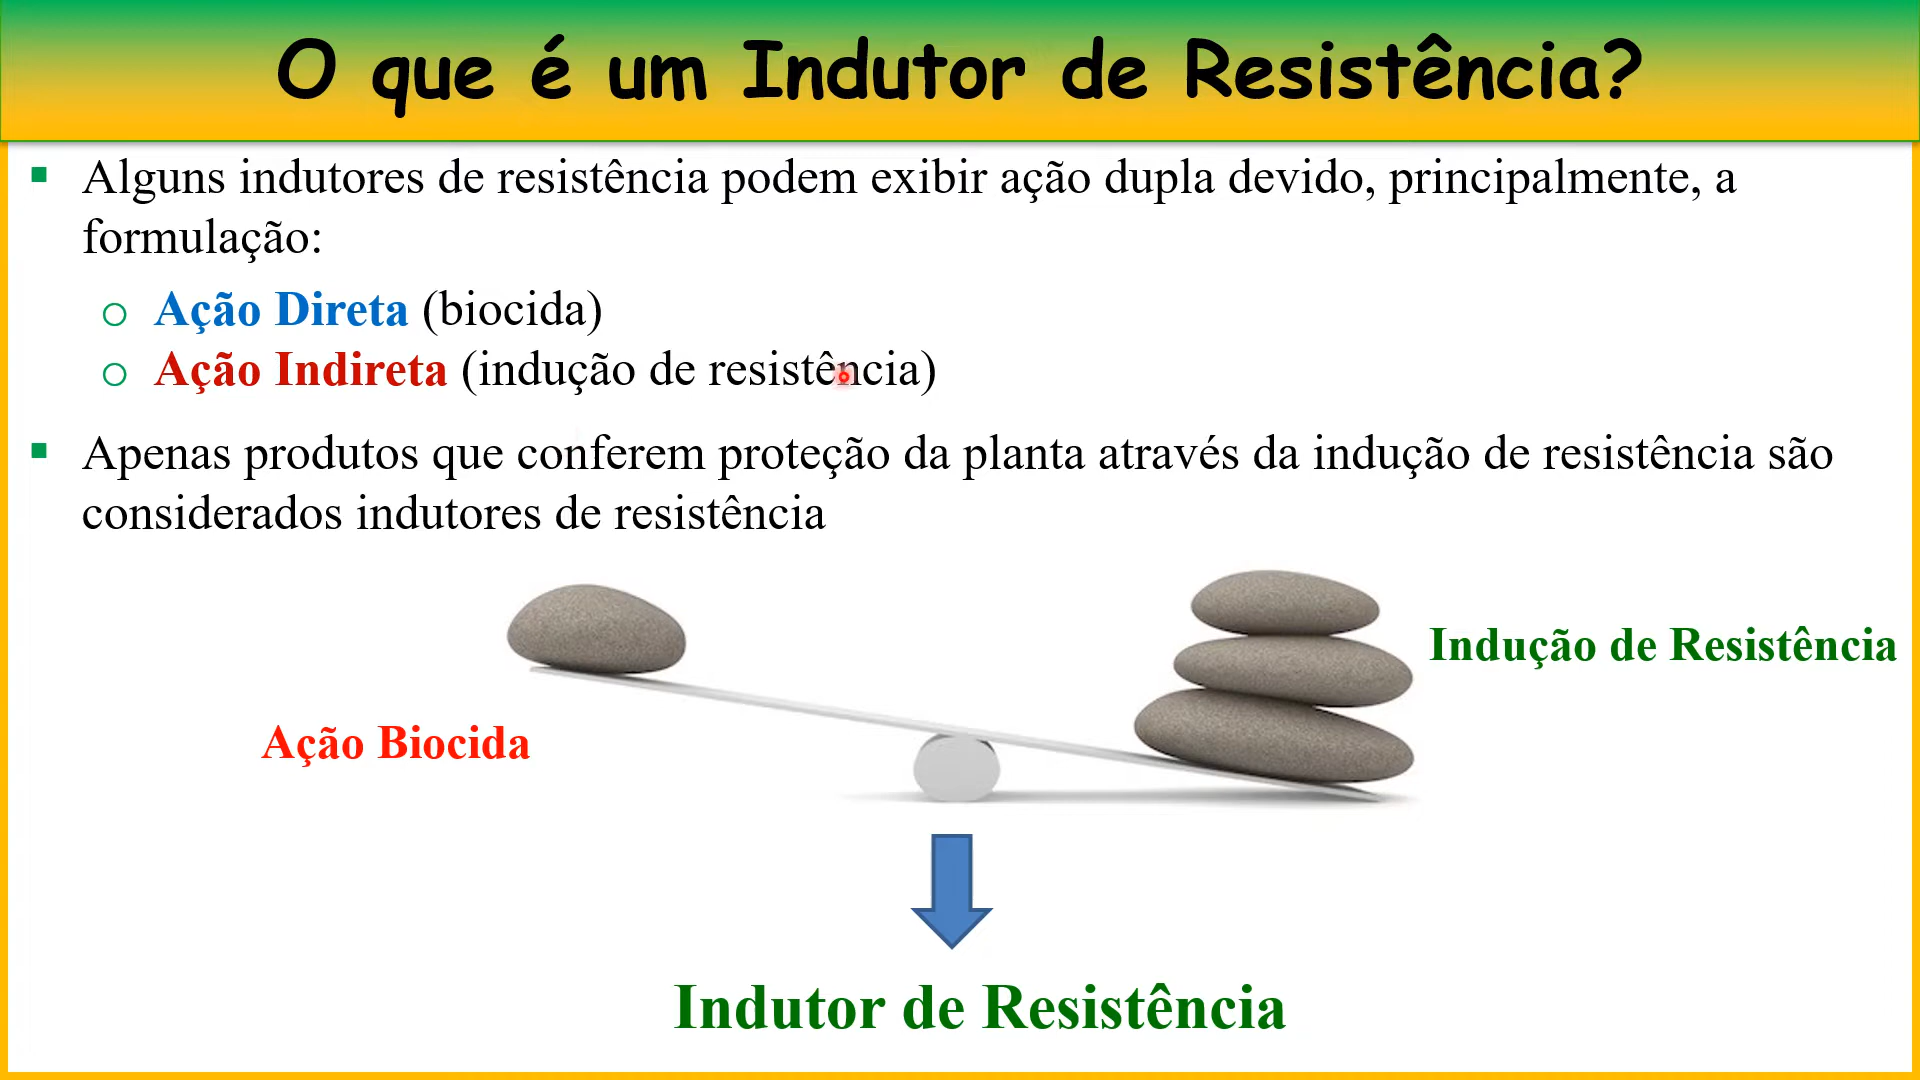 O que é um Indutor de Resistência?
Alguns indutores de resistência podem exibir ação dupla devido, principalmente, a
formulação:
Ação Direta (biocida)
Ação Indireta (indução de resistência)
Apenas produtos que conferem proteção da planta através da indução de resistência são
considerados indutores de resistência
Indução de Resistência
Ação Biocida
Indutor de Resistência